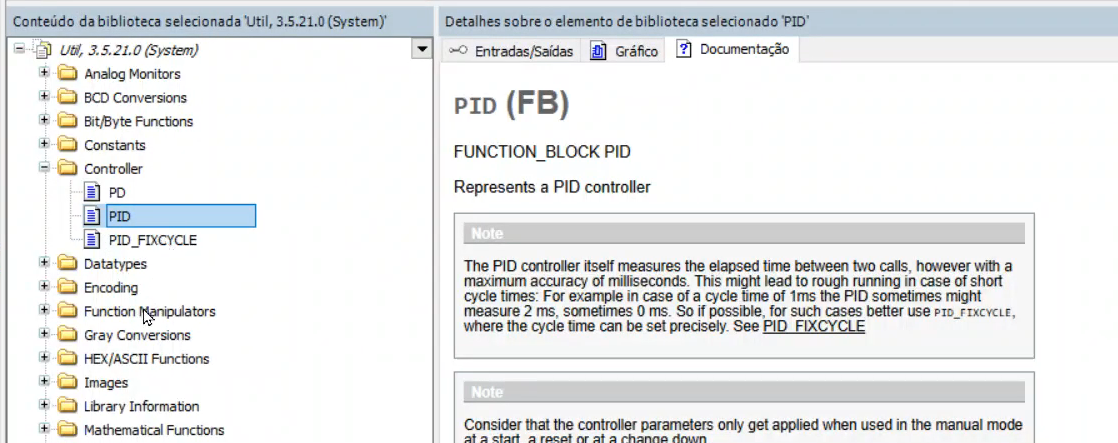 Conteúdo da biblioteca selecionada 'Util, 3.5.21.0 (System)'
Util, 3.5.21.0 (System)
Analog Monitors
BCD Conversions
Bit/Byte Functions
Constants
Controller
PD
PID
PID_FIXCYCLE
Datatypes
Encoding
Function Manipulators
Gray Conversions
HEX/ASCII Functions
Images
Library Information
Mathematical Functions
Detalhes sobre o elemento de biblioteca selecionado 'PID'
Entradas/Saídas Gráfico Documentação
PID (FB)
FUNCTION_BLOCK PID
Represents a PID controller
Note
The PID controller itself measures the elapsed time between two calls, however with a
maximum accuracy of milliseconds. This might lead to rough running in case of short
cycle times: For example in case of a cycle time of 1ms the PID sometimes might
measure 2 ms, sometimes 0 ms. So if possible, for such cases better use PID_FIXCYCLE,
where the cycle time can be set precisely. See PID_FIXCYCLE
Note
Consider that the controller parameters only get applied when used in the manual mode
at a start, a reset or at a change down